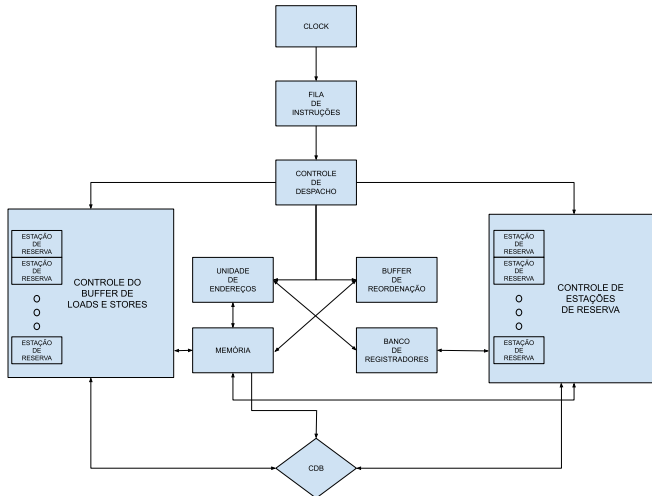 CLOCK
FILA
DE
INSTRUÇÕES
CONTROLE
DE
DESPACHO
ESTAÇÃO
DE
RESERVA
ESTAÇÃO
DE
RESERVA
O
O
O
ESTAÇÃO
DE
RESERVA
CONTROLE DO
BUFFER DE
LOADS E STORES
UNIDADE
DE
ENDEREÇOS
BUFFER
DE
REORDENAÇÃO
MEMÓRIA
BANCO
DE
REGISTRADORES
ESTAÇÃO
DE
RESERVA
ESTAÇÃO
DE
RESERVA
O
O
O
ESTAÇÃO
DE
RESERVA
CONTROLE DE
ESTAÇÕES
DE RESERVA
CDB